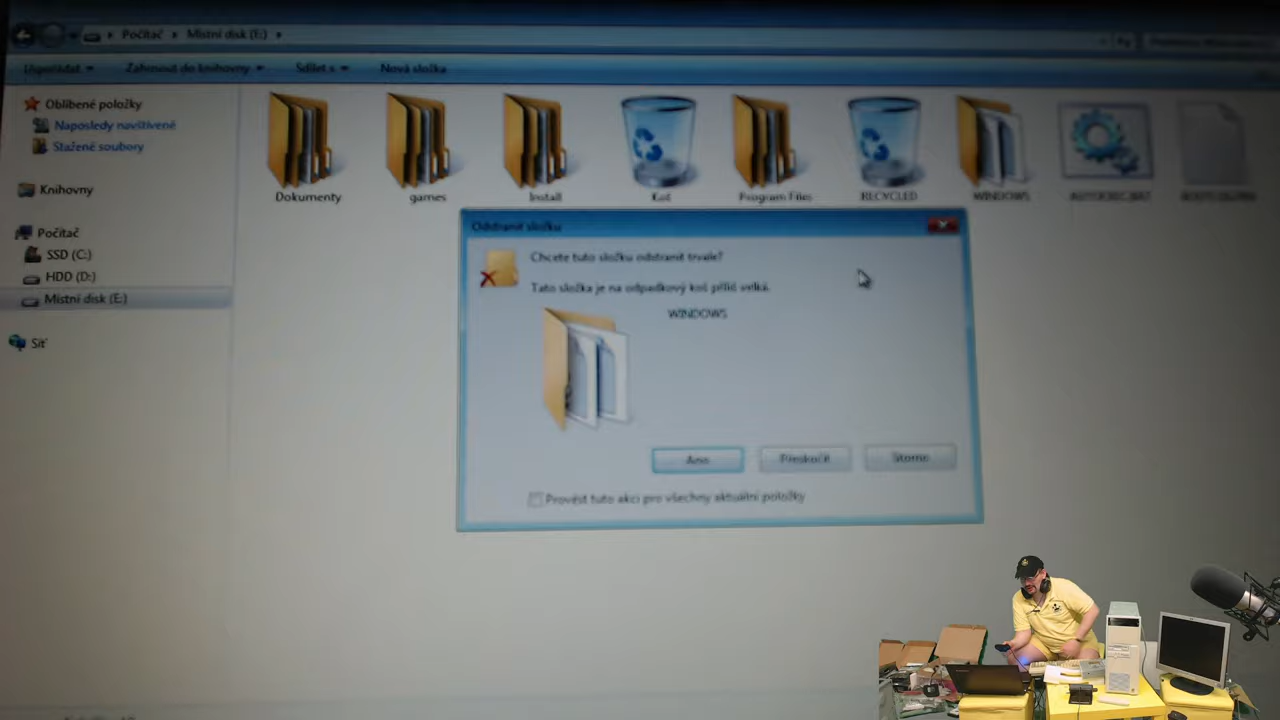 Počítač ▸ Místní disk (E:) ▸
Uspořádat
Zahrnout do knihovny
Sdílet s
Nová složka
Oblíbené položky
Naposledy navštívené
Stažené soubory
Knihovny
Počítač
SSD (C:)
HDD (D:)
Místní disk (E:)
Síť
Dokumenty
games
Install
Koš
Program Files
RECYCLED
WINDOWS
AUTOEXEC.BAT
Odstranit složku
Chcete tuto složku odstranit trvale?
Tato složka je na odpadkový koš příliš velká.
WINDOWS
Ano
Přeskočit
Storno
Provést tuto akci pro všechny aktuální položky